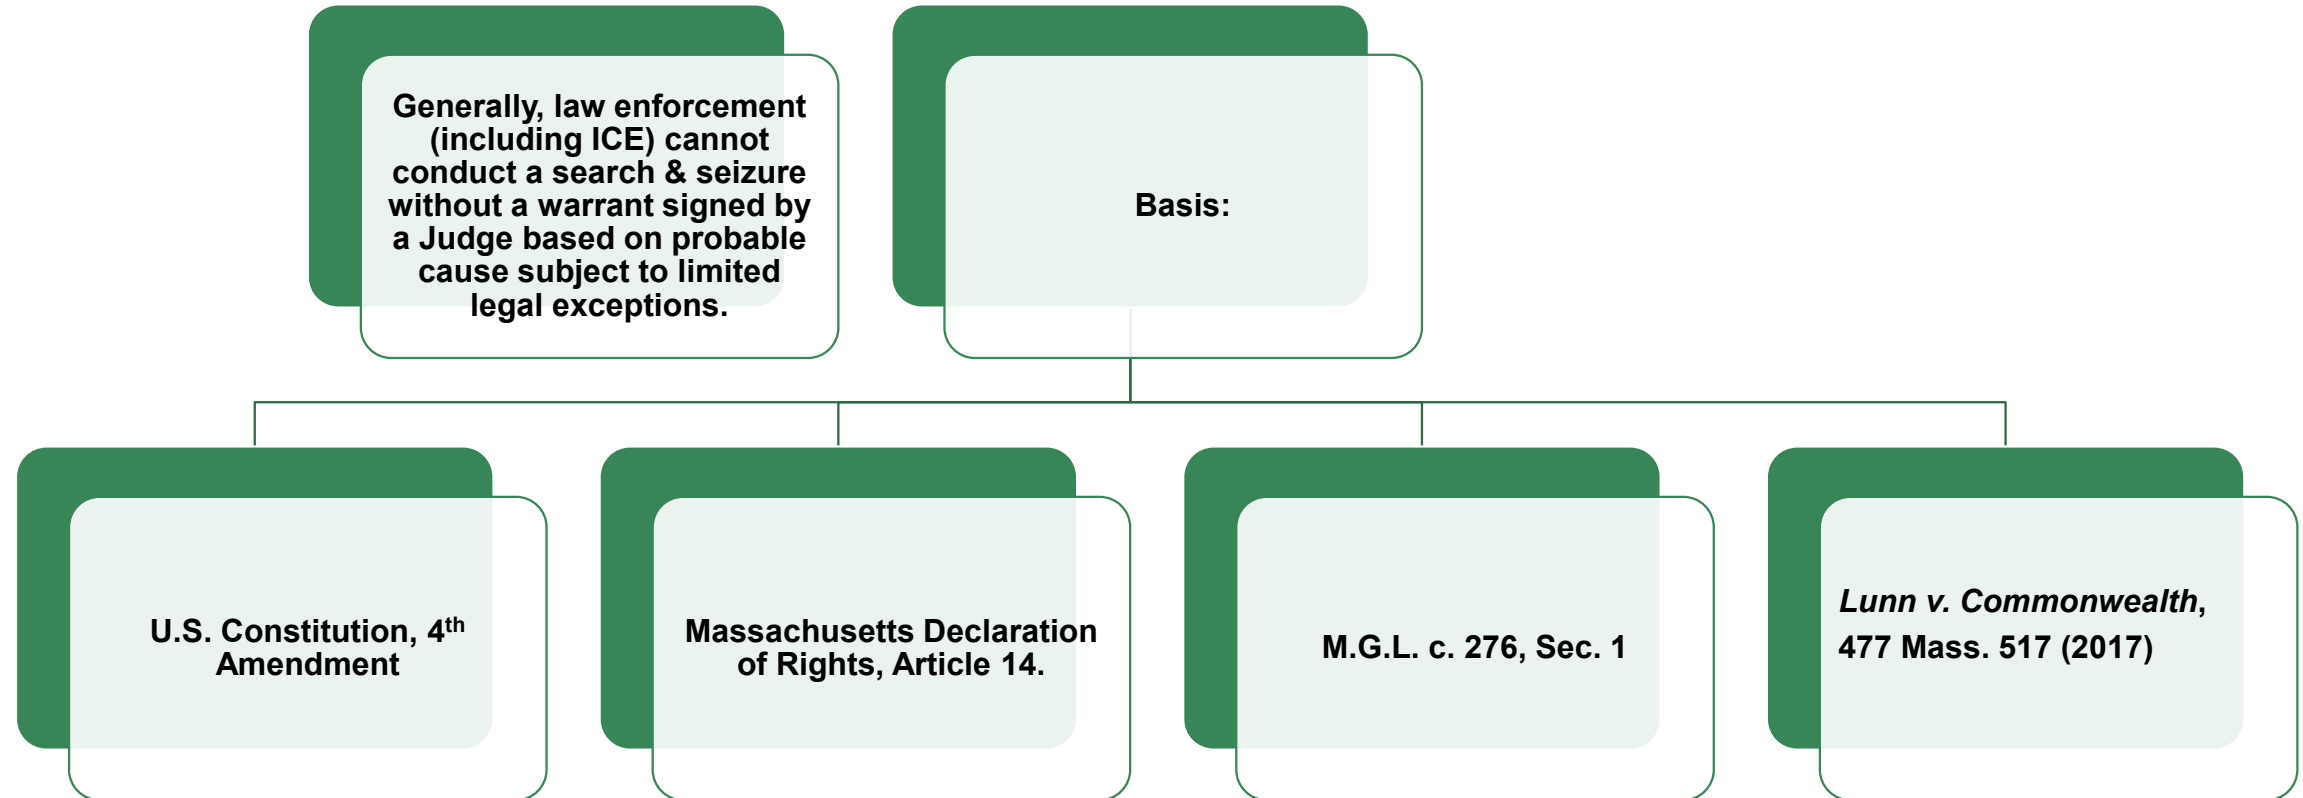 Generally, law enforcement
(including ICE) cannot
conduct a search & seizure
without a warrant signed by
a Judge based on probable
cause subject to limited
legal exceptions.
Basis:
U.S. Constitution, 4th
Amendment
Massachusetts Declaration
of Rights, Article 14.
M.G.L. c. 276, Sec. 1
Lunn v. Commonwealth,
477 Mass. 517 (2017)